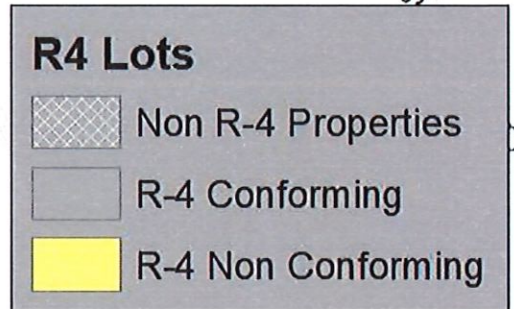 R4 Lots
Non R-4 Properties
R-4 Conforming
R-4 Non Conforming